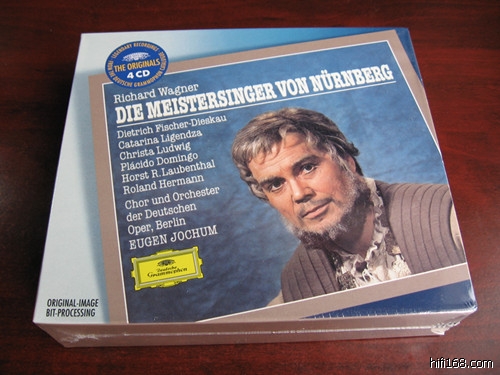 LEGENDARY RECORDINGS
THE ORIGINALS
4 CD
Richard Wagner
DIE MEISTERSINGER VON NÜRNBERG
Dietrich Fischer-Dieskau
Catarina Ligendza
Christa Ludwig
Plácido Domingo
Horst R. Laubenthal
Roland Hermann
Chor und Orchester
der Deutschen
Oper, Berlin
EUGEN JOCHUM
Deutsche
Grammophon
ORIGINAL-IMAGE
BIT-PROCESSING
hifi168.com